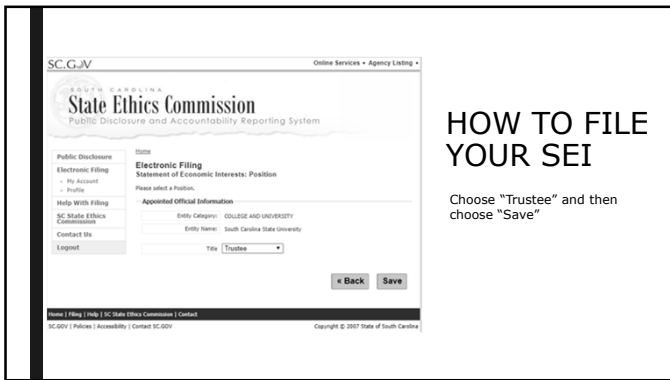 SC.GOV
Online Services • Agency Listing •
SOUTH CAROLINA
State Ethics Commission
Public Disclosure and Accountability Reporting System
Public Disclosure
Electronic Filing
My Account
Profile
Help With Filing
SC State Ethics
Commission
Contact Us
Logout
Home
Electronic Filing
Statement of Economic Interests: Position
Please select a Position.
Appointed Official Information
Entity Category: COLLEGE AND UNIVERSITY
Entity Name: South Carolina State University
Title Trustee
« Back Save
Home | Filing | Help | SC State Ethics Commission | Contact
SC.GOV | Policies | Accessibility | Contact SC.GOV
Copyright © 2007 State of South Carolina
HOW TO FILE
YOUR SEI
Choose “Trustee” and then
choose “Save”